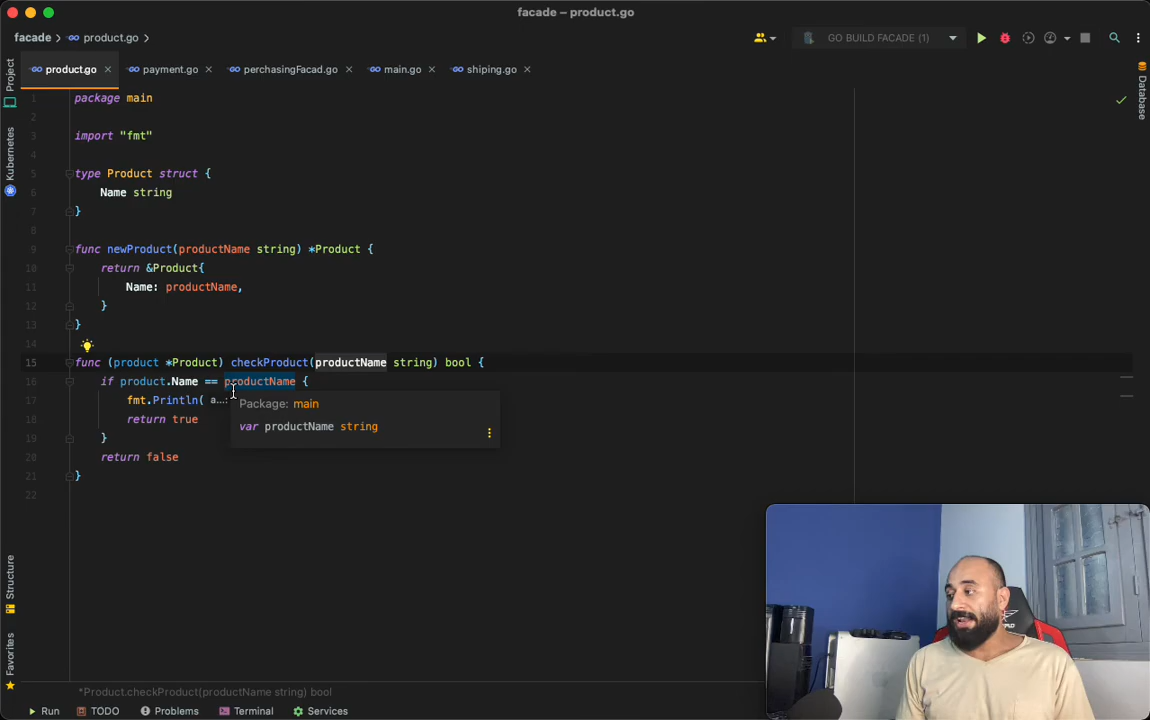 facade – product.go
facade > product.go >
GO BUILD FACADE (1)
product.go payment.go perchasingFacad.go main.go shiping.go
Project
Kubernetes
Structure
Favorites
Database
1 package main
2
3 import "fmt"
4
5 type Product struct {
6 Name string
7 }
8
9 func newProduct(productName string) *Product {
10 return &Product{
11 Name: productName,
12 }
13 }
14
15 func (product *Product) checkProduct(productName string) bool {
16 if product.Name == productName {
17 fmt.Println( a…:
18 return true
19 }
20 return false
21 }
22
Package: main
var productName string
*Product.checkProduct(productName string) bool
Run TODO Problems Terminal Services